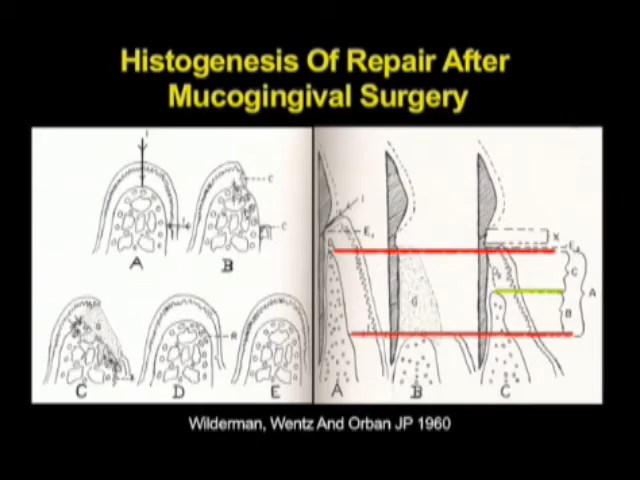 Histogenesis Of Repair After
Mucogingival Surgery
A
B
C
C
C
D
E
R
I
E
X
G
G
A
B
A
B
C
Wilderman, Wentz And Orban JP 1960